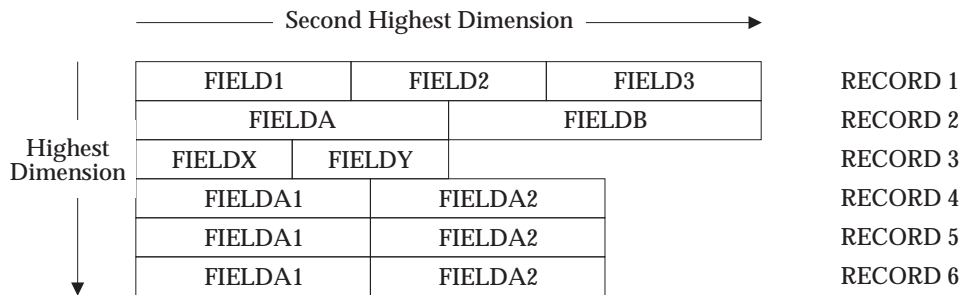 Second Highest Dimension
FIELD1 FIELD2 FIELD3 RECORD 1
FIELDA FIELDB RECORD 2
Highest
Dimension
FIELDX FIELDY RECORD 3
FIELDA1 FIELDA2 RECORD 4
FIELDA1 FIELDA2 RECORD 5
FIELDA1 FIELDA2 RECORD 6